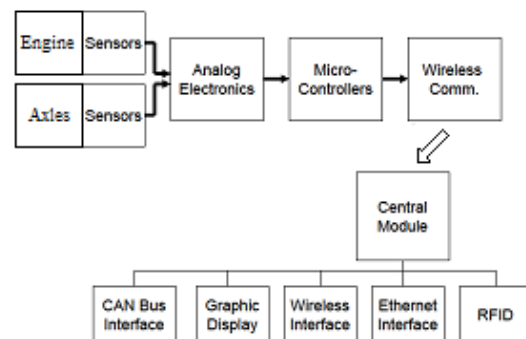 Engine Sensors
Axles Sensors
Analog
Electronics
Micro-
Controllers
Wireless
Comm.
Central
Module
CAN Bus
Interface
Graphic
Display
Wireless
Interface
Ethernet
Interface
RFID